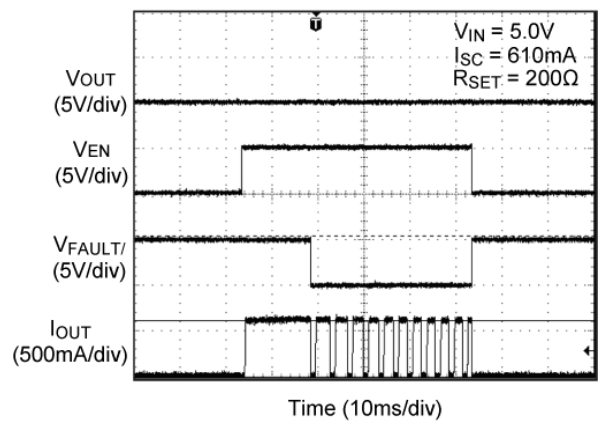 T
VIN = 5.0V
ISC = 610mA
RSET = 200Ω
VOUT
(5V/div)
VEN
(5V/div)
VFAULT/
(5V/div)
IOUT
(500mA/div)
Time (10ms/div)